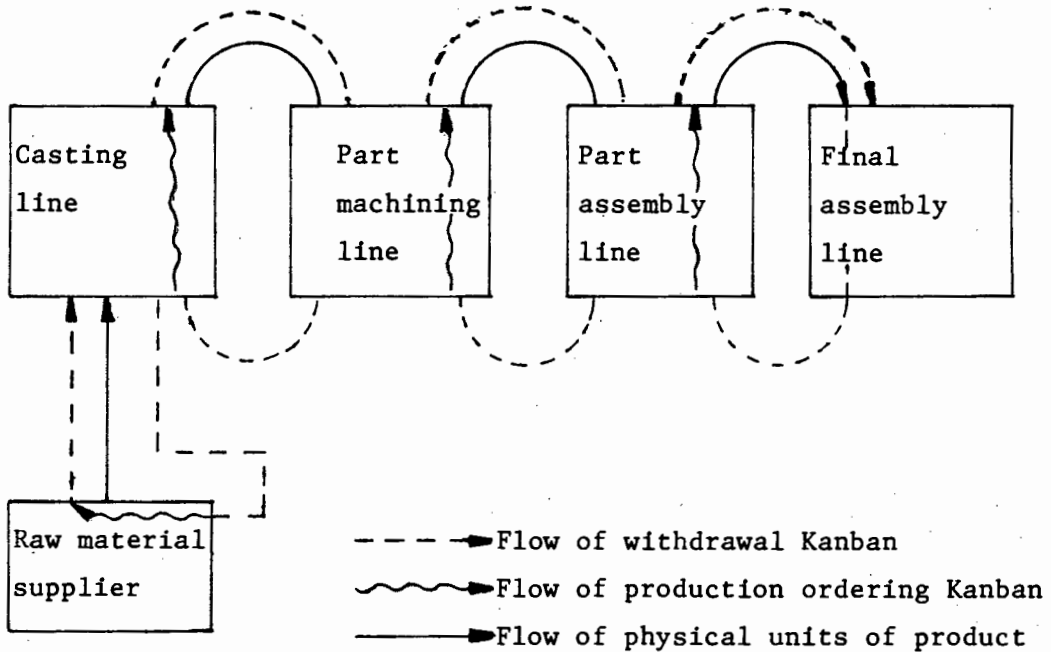 Casting
line
Part
machining
line
Part
assembly
line
Final
assembly
line
Raw material
supplier
Flow of withdrawal Kanban
Flow of production ordering Kanban
Flow of physical units of product